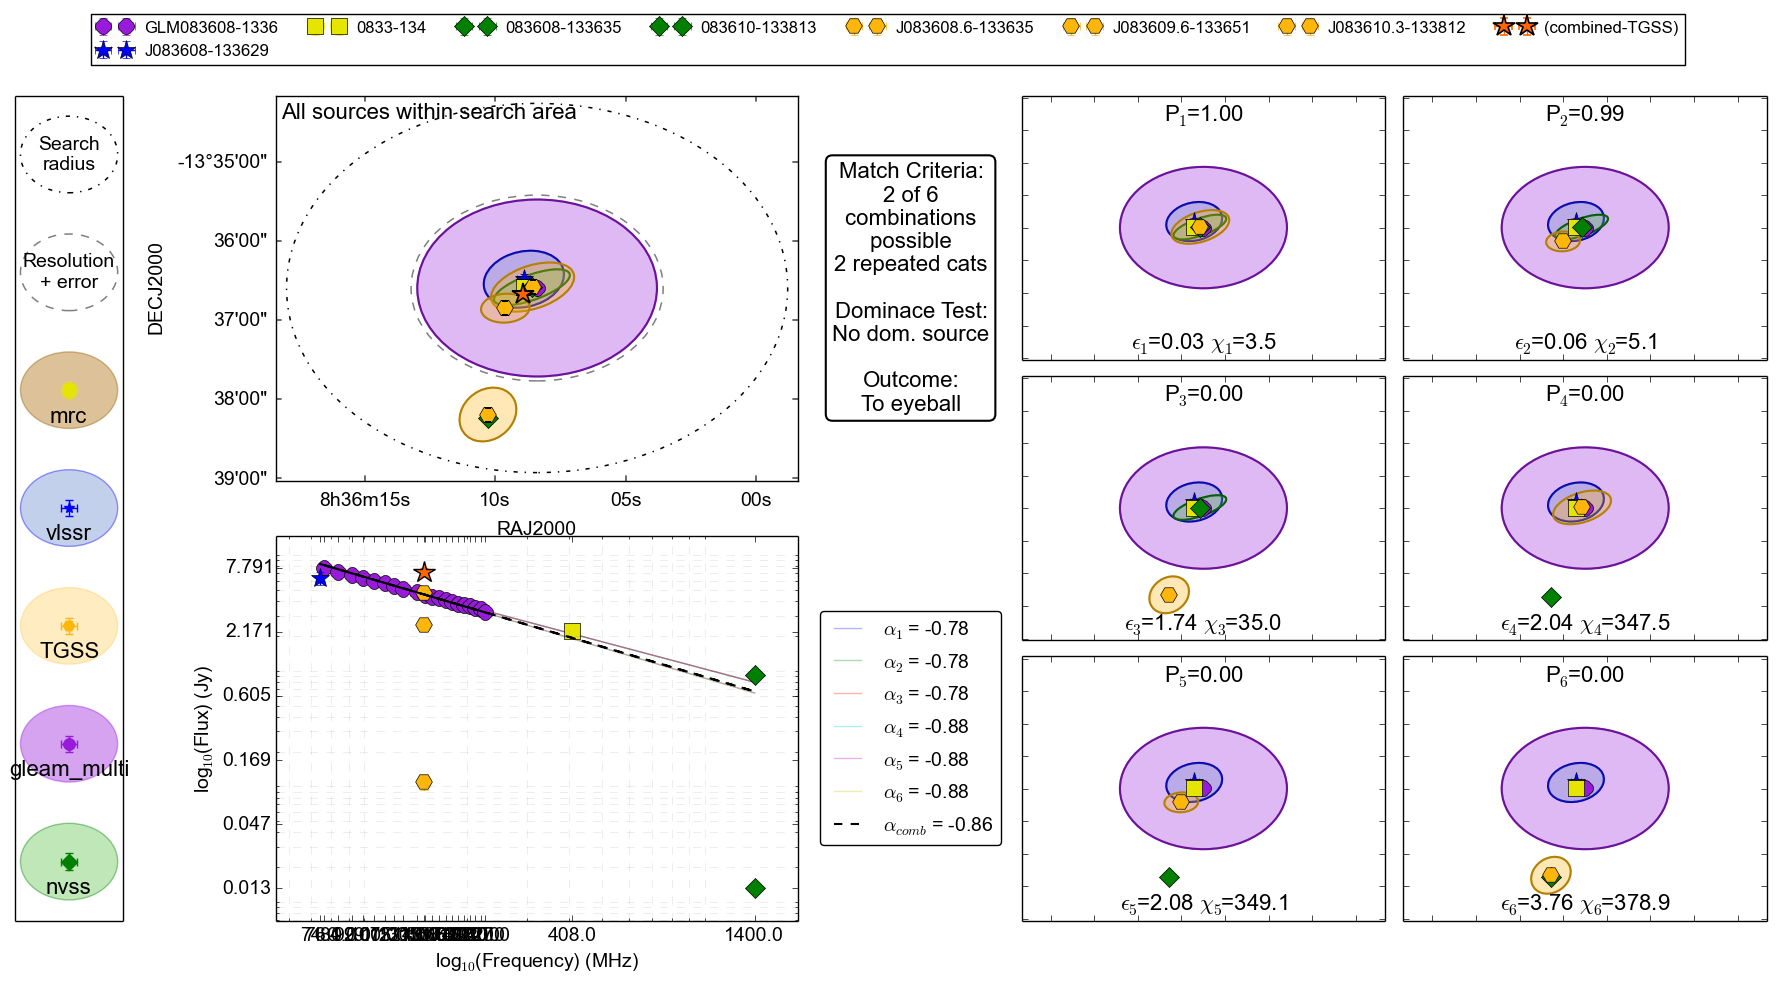 GLM083608-1336
0833-134
083608-133635
083610-133813
J083608.6-133635
J083609.6-133651
J083610.3-133812
(combined-TGSS)
J083608-133629
Search
radius
Resolution
+ error
mrc
vlssr
TGSS
gleam_multi
nvss
All sources within search area
DECJ2000
-13°35'00"
36'00"
37'00"
38'00"
39'00"
8h36m15s
10s
05s
00s
RAJ2000
log₁₀(Flux) (Jy)
7.791
2.171
0.605
0.169
0.047
0.013
408.0
1400.0
log₁₀(Frequency) (MHz)
Match Criteria:
2 of 6
combinations
possible
2 repeated cats
Dominace Test:
No dom. source
Outcome:
To eyeball
α₁ = -0.78
α₂ = -0.78
α₃ = -0.78
α₄ = -0.88
α₅ = -0.88
α₆ = -0.88
α_comb = -0.86
P₁=1.00
ϵ₁=0.03 χ₁=3.5
P₂=0.99
ϵ₂=0.06 χ₂=5.1
P₃=0.00
ϵ₃=1.74 χ₃=35.0
P₄=0.00
ϵ₄=2.04 χ₄=347.5
P₅=0.00
ϵ₅=2.08 χ₅=349.1
P₆=0.00
ϵ₆=3.76 χ₆=378.9